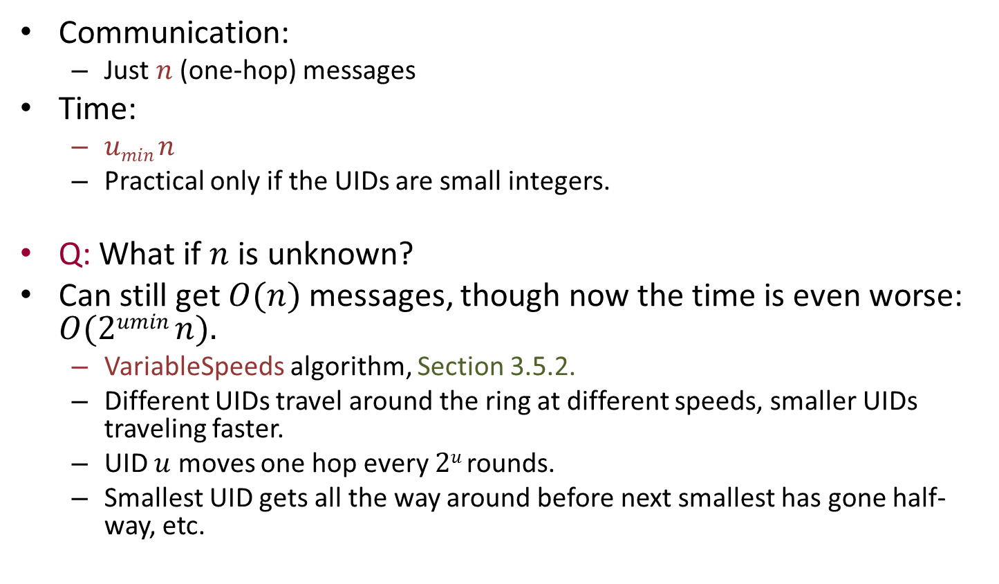 • Communication:
– Just n (one-hop) messages
• Time:
– u_min n
– Practical only if the UIDs are small integers.
• Q: What if n is unknown?
• Can still get O(n) messages, though now the time is even worse:
O(2^umin n).
– VariableSpeeds algorithm, Section 3.5.2.
– Different UIDs travel around the ring at different speeds, smaller UIDs
traveling faster.
– UID u moves one hop every 2^u rounds.
– Smallest UID gets all the way around before next smallest has gone half-
way, etc.